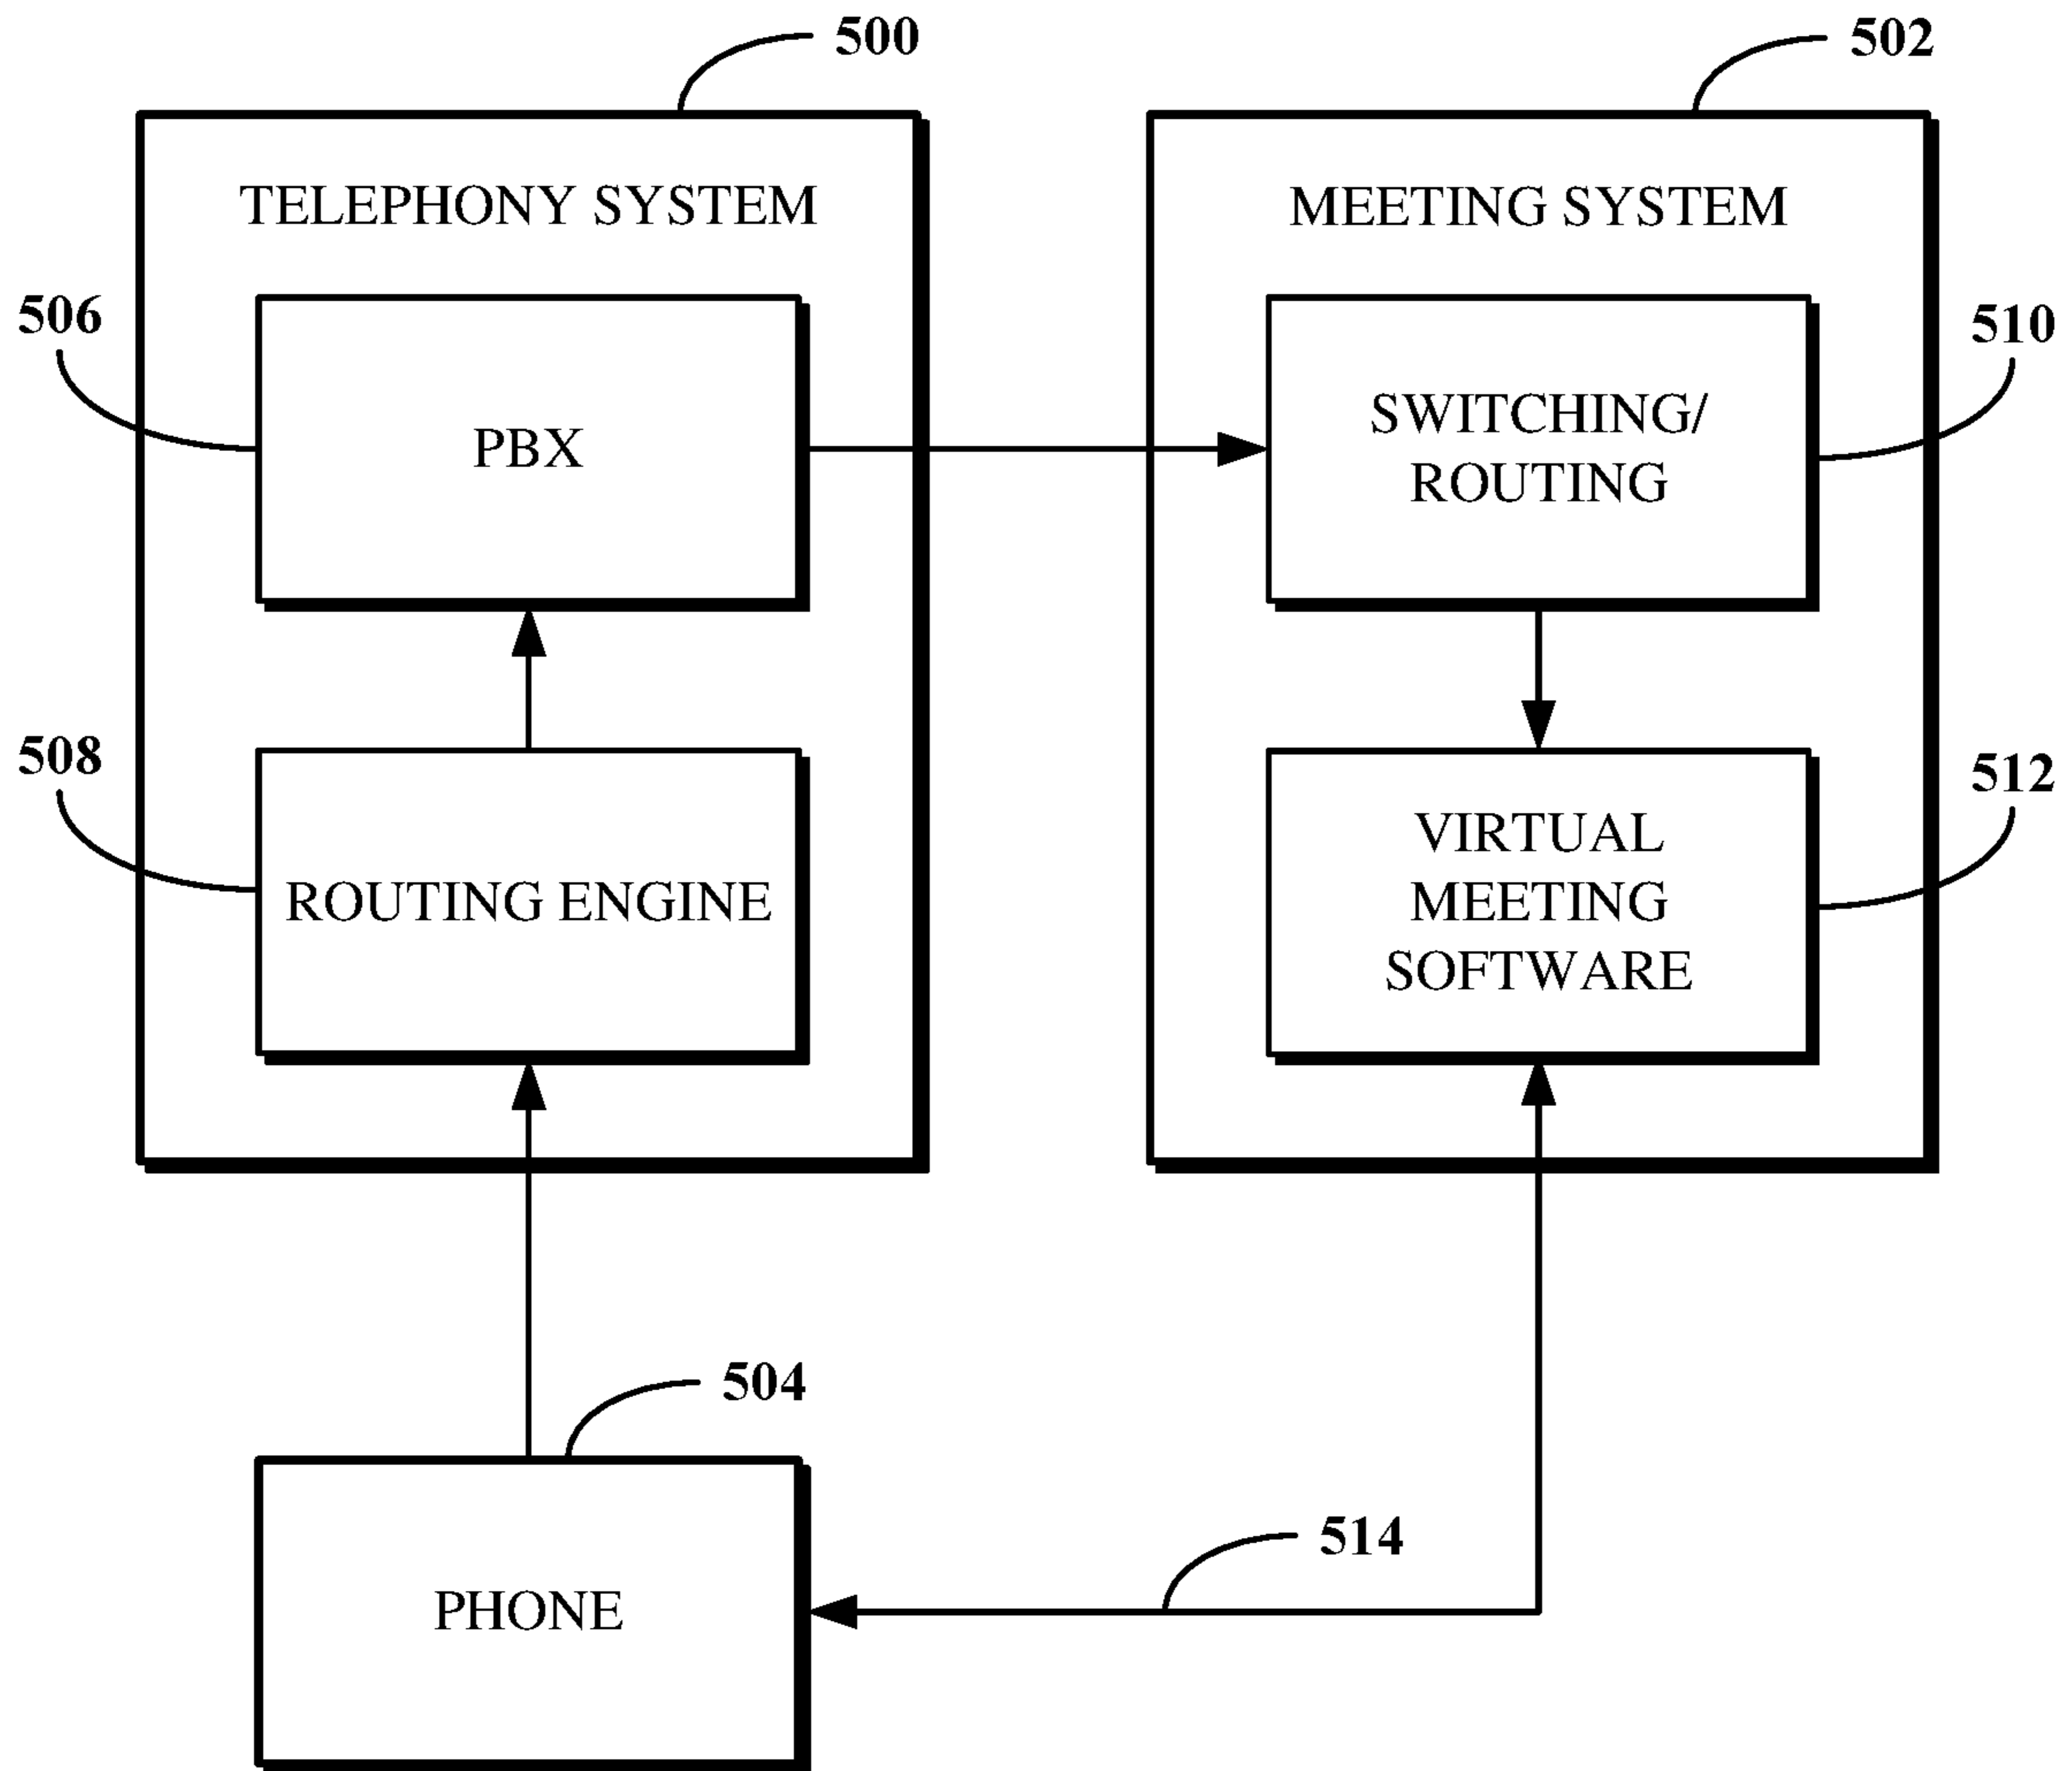 500
502
TELEPHONY SYSTEM
MEETING SYSTEM
506
PBX
SWITCHING/
ROUTING
510
508
ROUTING ENGINE
VIRTUAL
MEETING
SOFTWARE
512
504
PHONE
514